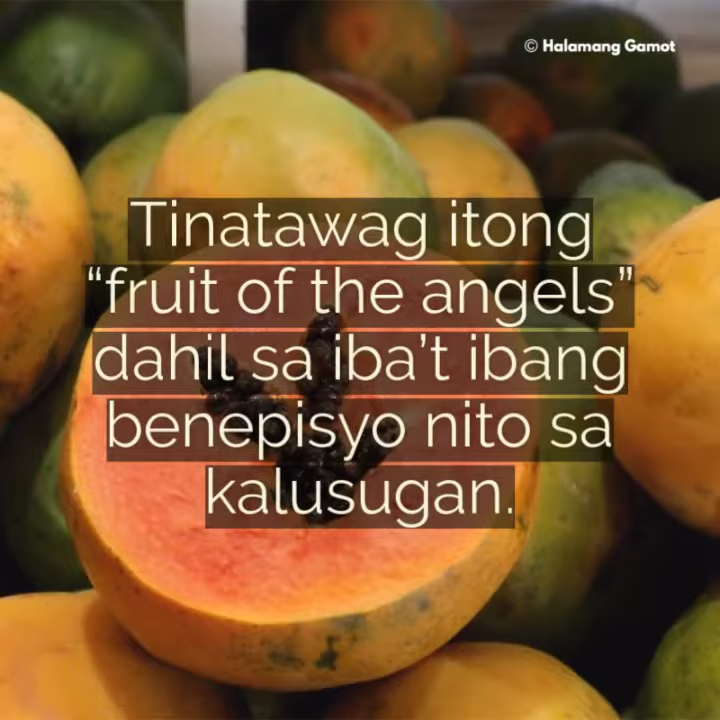 © Halamang Gamot
Tinatawag itong
“fruit of the angels”
dahil sa iba’t ibang
benepisyo nito sa
kalusugan.